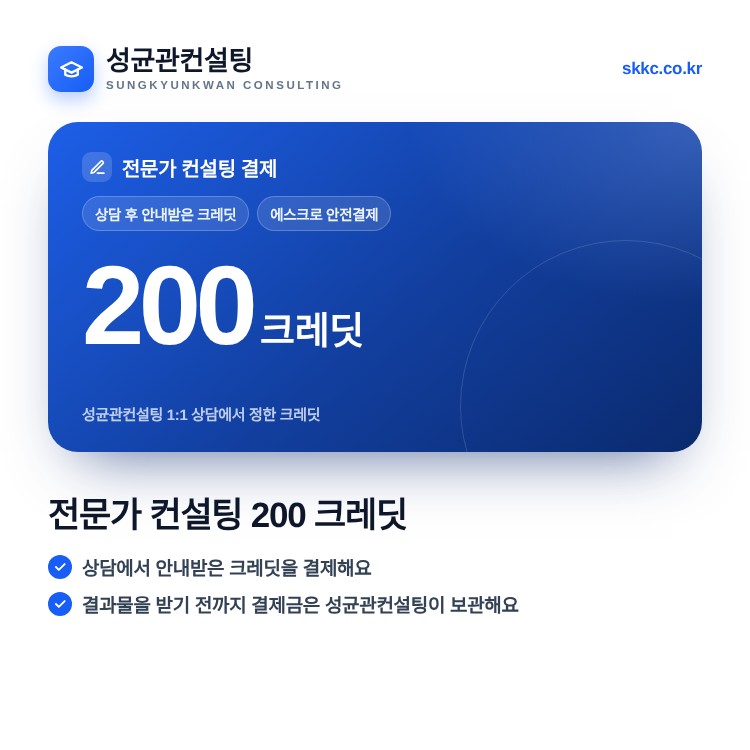 성균관컨설팅
SUNGKYUNKWAN CONSULTING
skkc.co.kr
전문가 컨설팅 결제
상담 후 안내받은 크레딧
에스크로 안전결제
200 크레딧
성균관컨설팅 1:1 상담에서 정한 크레딧
전문가 컨설팅 200 크레딧
상담에서 안내받은 크레딧을 결제해요
결과물을 받기 전까지 결제금은 성균관컨설팅이 보관해요